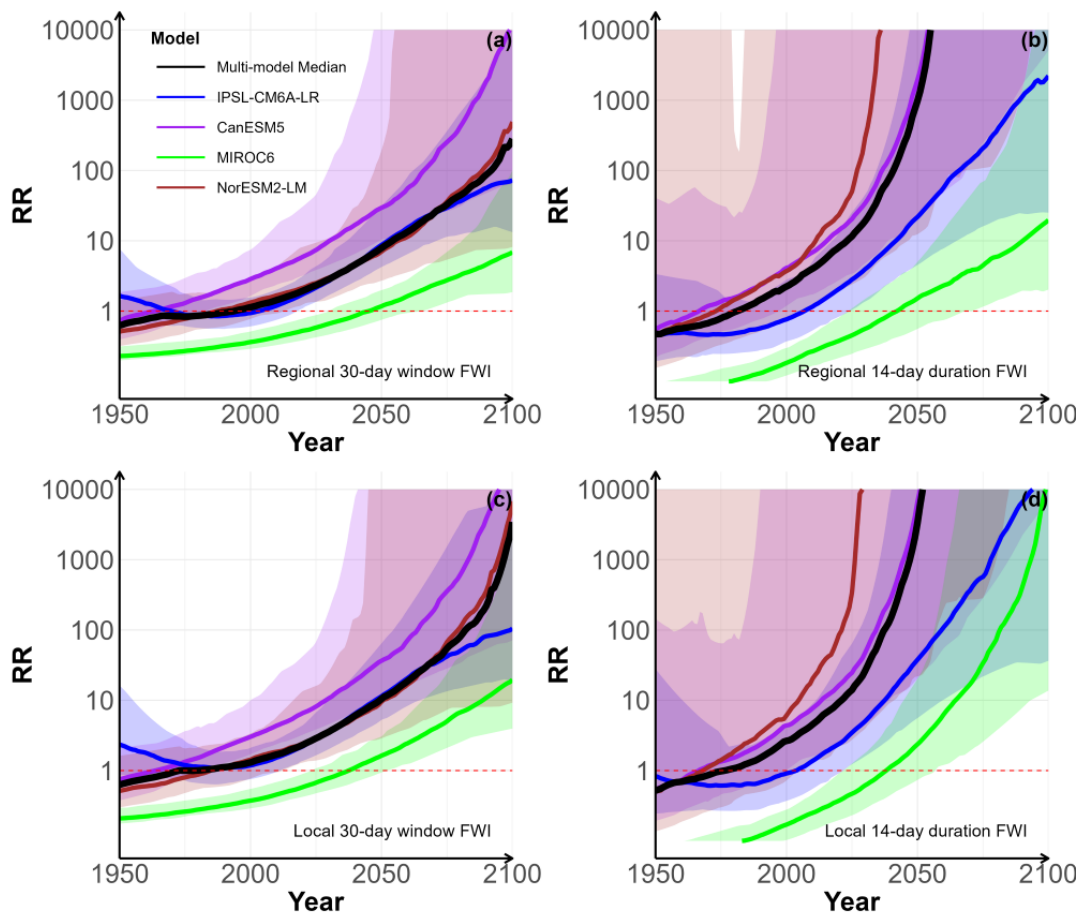 (a)
10000
1000
100
10
1
RR
Model
Multi-model Median
IPSL-CM6A-LR
CanESM5
MIROC6
NorESM2-LM
Regional 30-day window FWI
1950
2000
2050
2100
Year
(b)
10000
1000
100
10
1
RR
Regional 14-day duration FWI
1950
2000
2050
2100
Year
(c)
10000
1000
100
10
1
RR
Local 30-day window FWI
1950
2000
2050
2100
Year
(d)
10000
1000
100
10
1
RR
Local 14-day duration FWI
1950
2000
2050
2100
Year